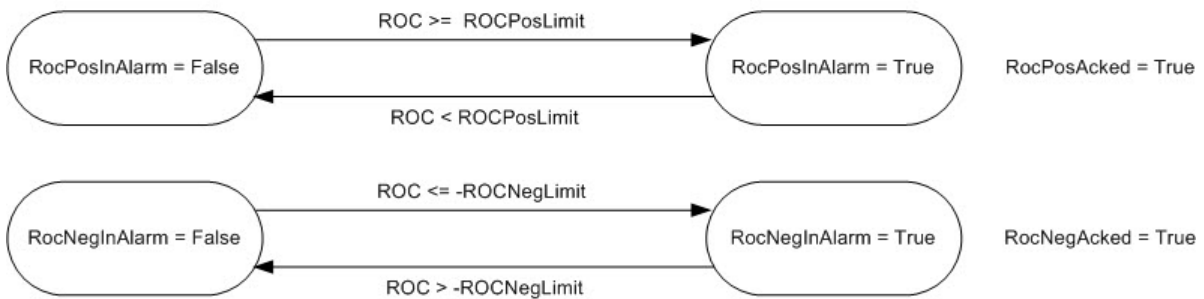 ROC >= ROCPosLimit
RocPosInAlarm = False
RocPosInAlarm = True
RocPosAcked = True
ROC < ROCPosLimit
ROC <= -ROCNegLimit
RocNegInAlarm = False
RocNegInAlarm = True
RocNegAcked = True
ROC > -ROCNegLimit